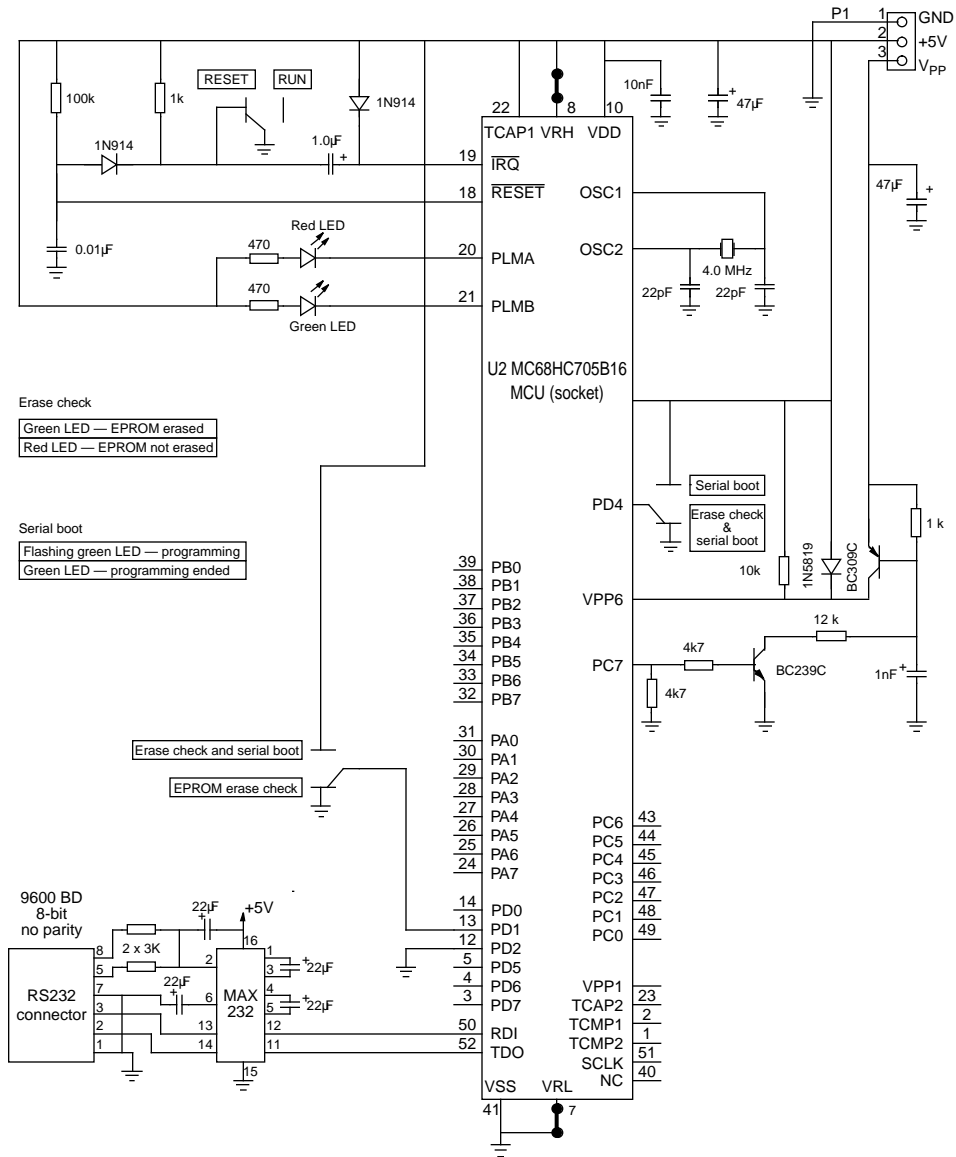 P1
1
GND
2
+5V
3
VPP
100k
1k
RESET
RUN
1N914
10nF
47µF
22
8
10
TCAP1 VRH VDD
1N914
1.0µF
+
19
IRQ
18
RESET
OSC1
47µF
+
0.01µF
Red LED
470
20
PLMA
OSC2
4.0 MHz
22pF
22pF
470
21
PLMB
Green LED
U2 MC68HC705B16
MCU (socket)
Erase check
Green LED — EPROM erased
Red LED — EPROM not erased
Serial boot
PD4
Erase check
&
serial boot
1 k
Serial boot
Flashing green LED — programming
Green LED — programming ended
10k
1N5819
BC309C
VPP6
12 k
39 PB0
38 PB1
37 PB2
36 PB3
35 PB4
34 PB5
33 PB6
32 PB7
PC7
4k7
4k7
BC239C
1nF
+
Erase check and serial boot
EPROM erase check
31 PA0
30 PA1
29 PA2
28 PA3
27 PA4
26 PA5
25 PA6
24 PA7
PC6 43
PC5 44
PC4 45
PC3 46
PC2 47
PC1 48
PC0 49
14 PD0
13 PD1
12 PD2
5 PD5
4 PD6
3 PD7
50 RDI
52 TDO
VPP1
TCAP2 23
TCMP1 2
TCMP2 1
SCLK 51
NC 40
9600 BD
8-bit
no parity
22µF
+
+5V
2 x 3K
22µF
+
RS232
connector
8
5
7
3
2
1
MAX
232
16
2
6
13
14
1
3
4
5
12
11
15
+
22µF
+
22µF
VSS
VRL
41
7